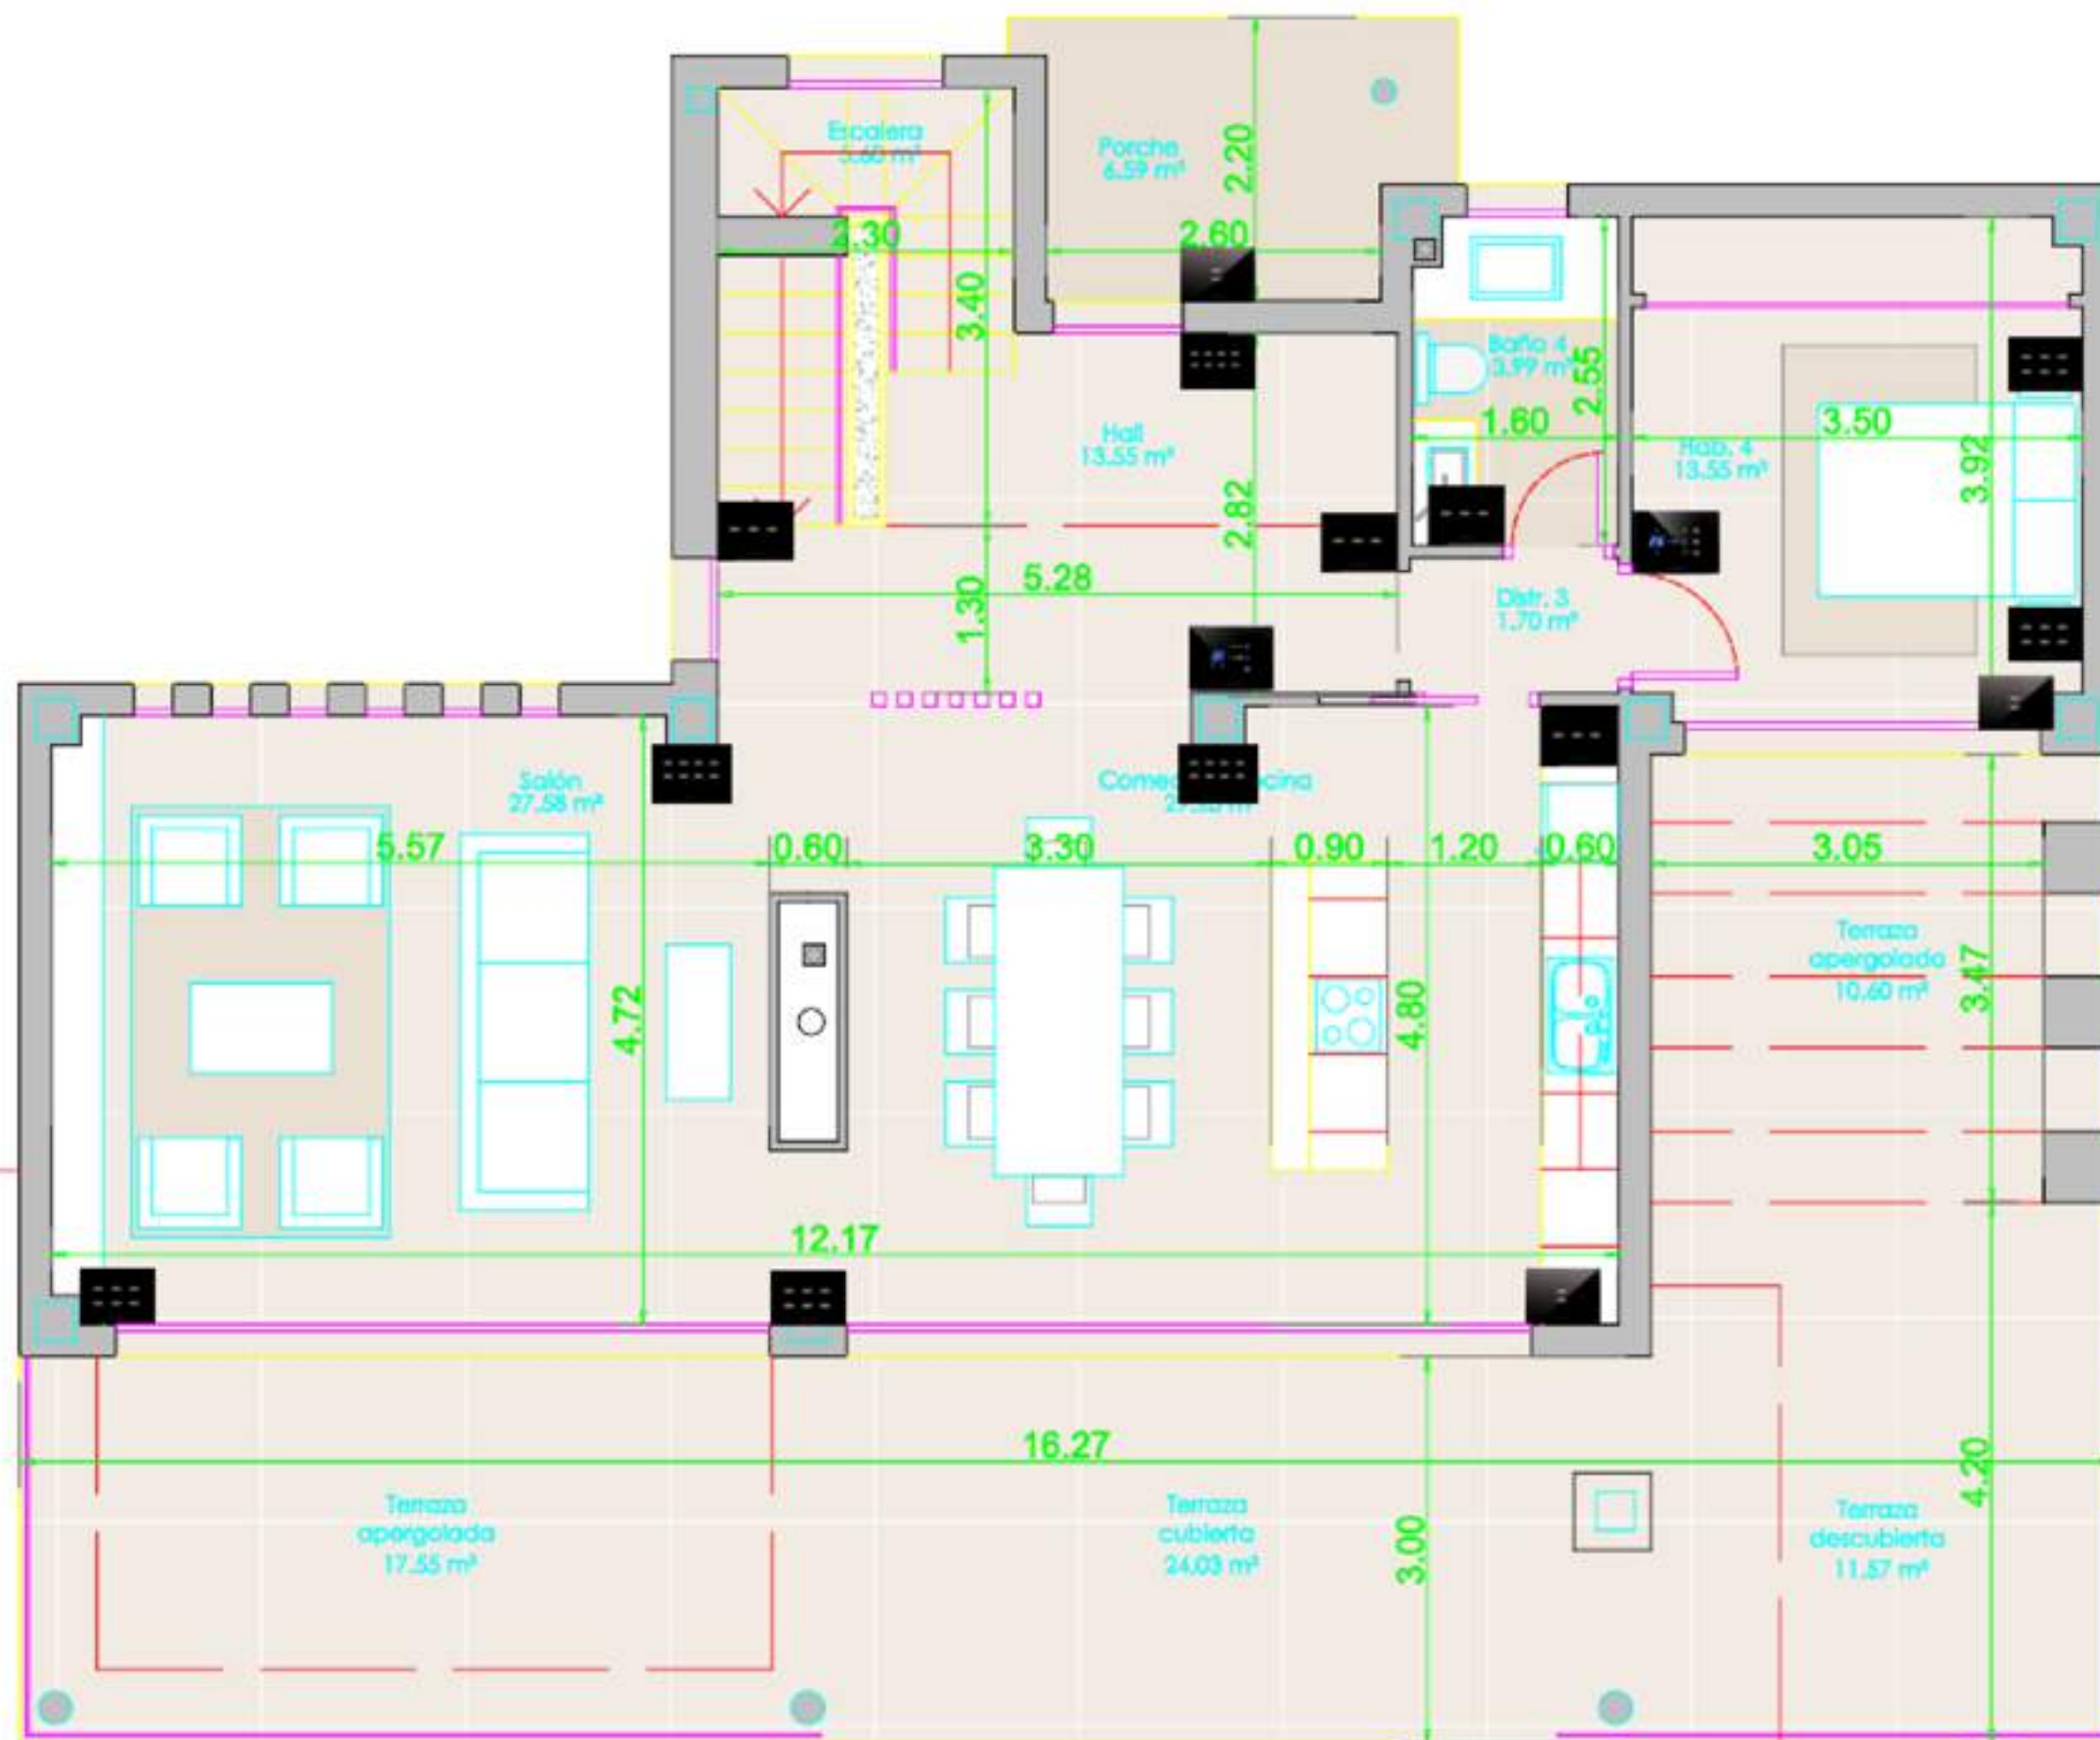 Escalera
5.60 m²
Porche
6.59 m²
2.20
2.30
2.60
3.40
Baño 4
3.99 m²
2.55
1.60
3.50
Hall
13.55 m²
Hab. 4
13.55 m²
3.92
2.82
5.28
1.30
Distr. 3
1.70 m²
Salón
27.58 m²
5.57
0.60
3.30
0.90
1.20
0.60
3.05
4.72
4.80
Terraza
apergolada
10.60 m²
3.47
12.17
16.27
4.20
Terraza
apergolada
17.55 m²
Terraza
cubierta
24.03 m²
3.00
Terraza
descubierta
11.57 m²